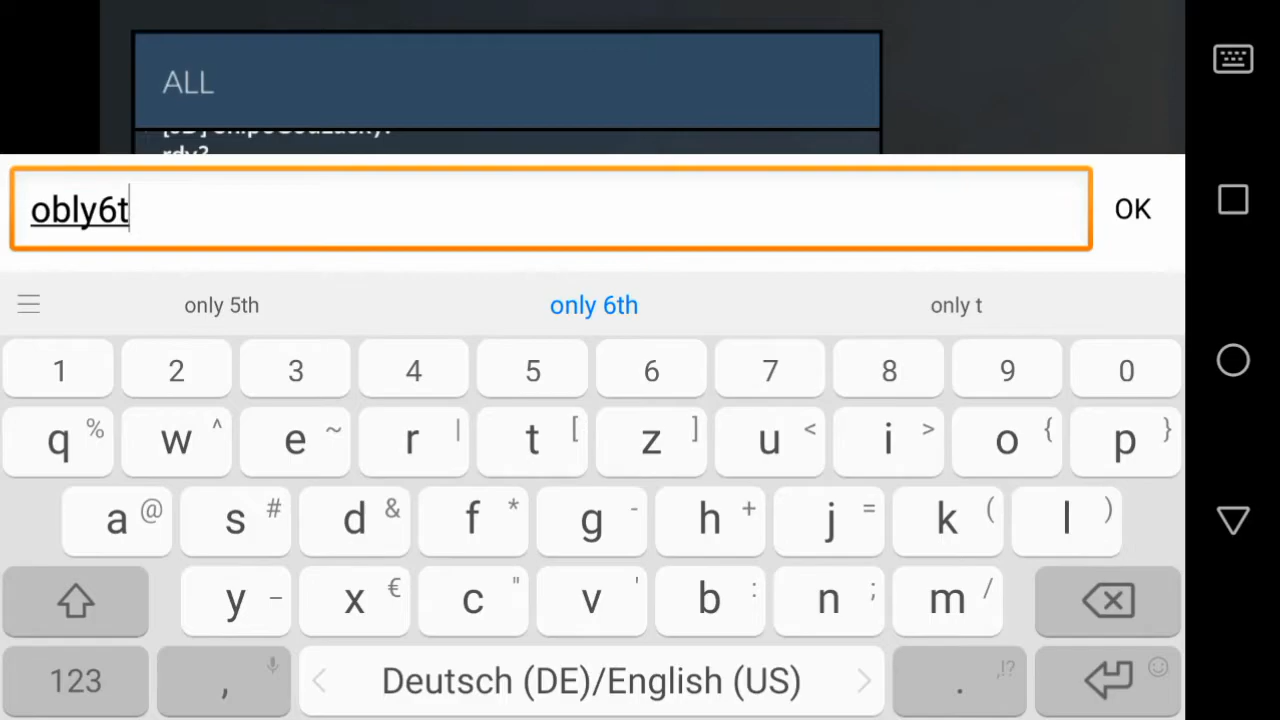 ALL
rdy?
obly6t
OK
only 5th only 6th only t
1 2 3 4 5 6 7 8 9 0
q % w ^ e ~ r | t [ z ] u < i > o { p }
a @ s # d & f * g - h + j = k ( l )
y – x € c " v ' b : n ; m /
123 , Deutsch (DE)/English (US) . ,!?